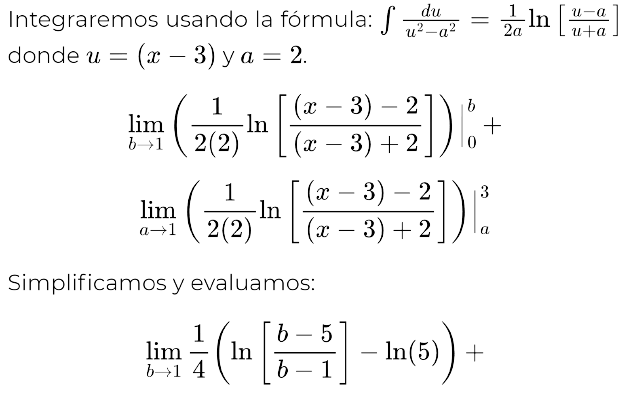 Integraremos usando la fórmula: ∫ du/(u²−a²) = 1/(2a) ln [(u−a)/(u+a)]
donde u = (x − 3) y a = 2.
lim_{b→1} ( 1/(2(2)) ln [ ((x − 3) − 2)/((x − 3) + 2) ] ) |_0^b +
lim_{a→1} ( 1/(2(2)) ln [ ((x − 3) − 2)/((x − 3) + 2) ] ) |_a^3
Simplificamos y evaluamos:
lim_{b→1} 1/4 ( ln [ (b − 5)/(b − 1) ] − ln(5) ) +